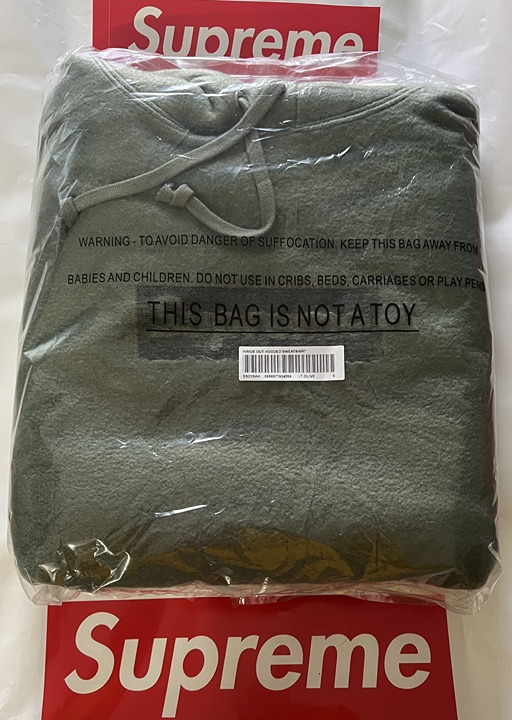 Supreme
WARNING - TO AVOID DANGER OF SUFFOCATION, KEEP THIS BAG AWAY FROM
BABIES AND CHILDREN. DO NOT USE IN CRIBS, BEDS, CARRIAGES OR PLAY PENS
THIS BAG IS NOT A TOY
INSIDE OUT HOODED SWEATSHIRT
LT OLIVE
Supreme